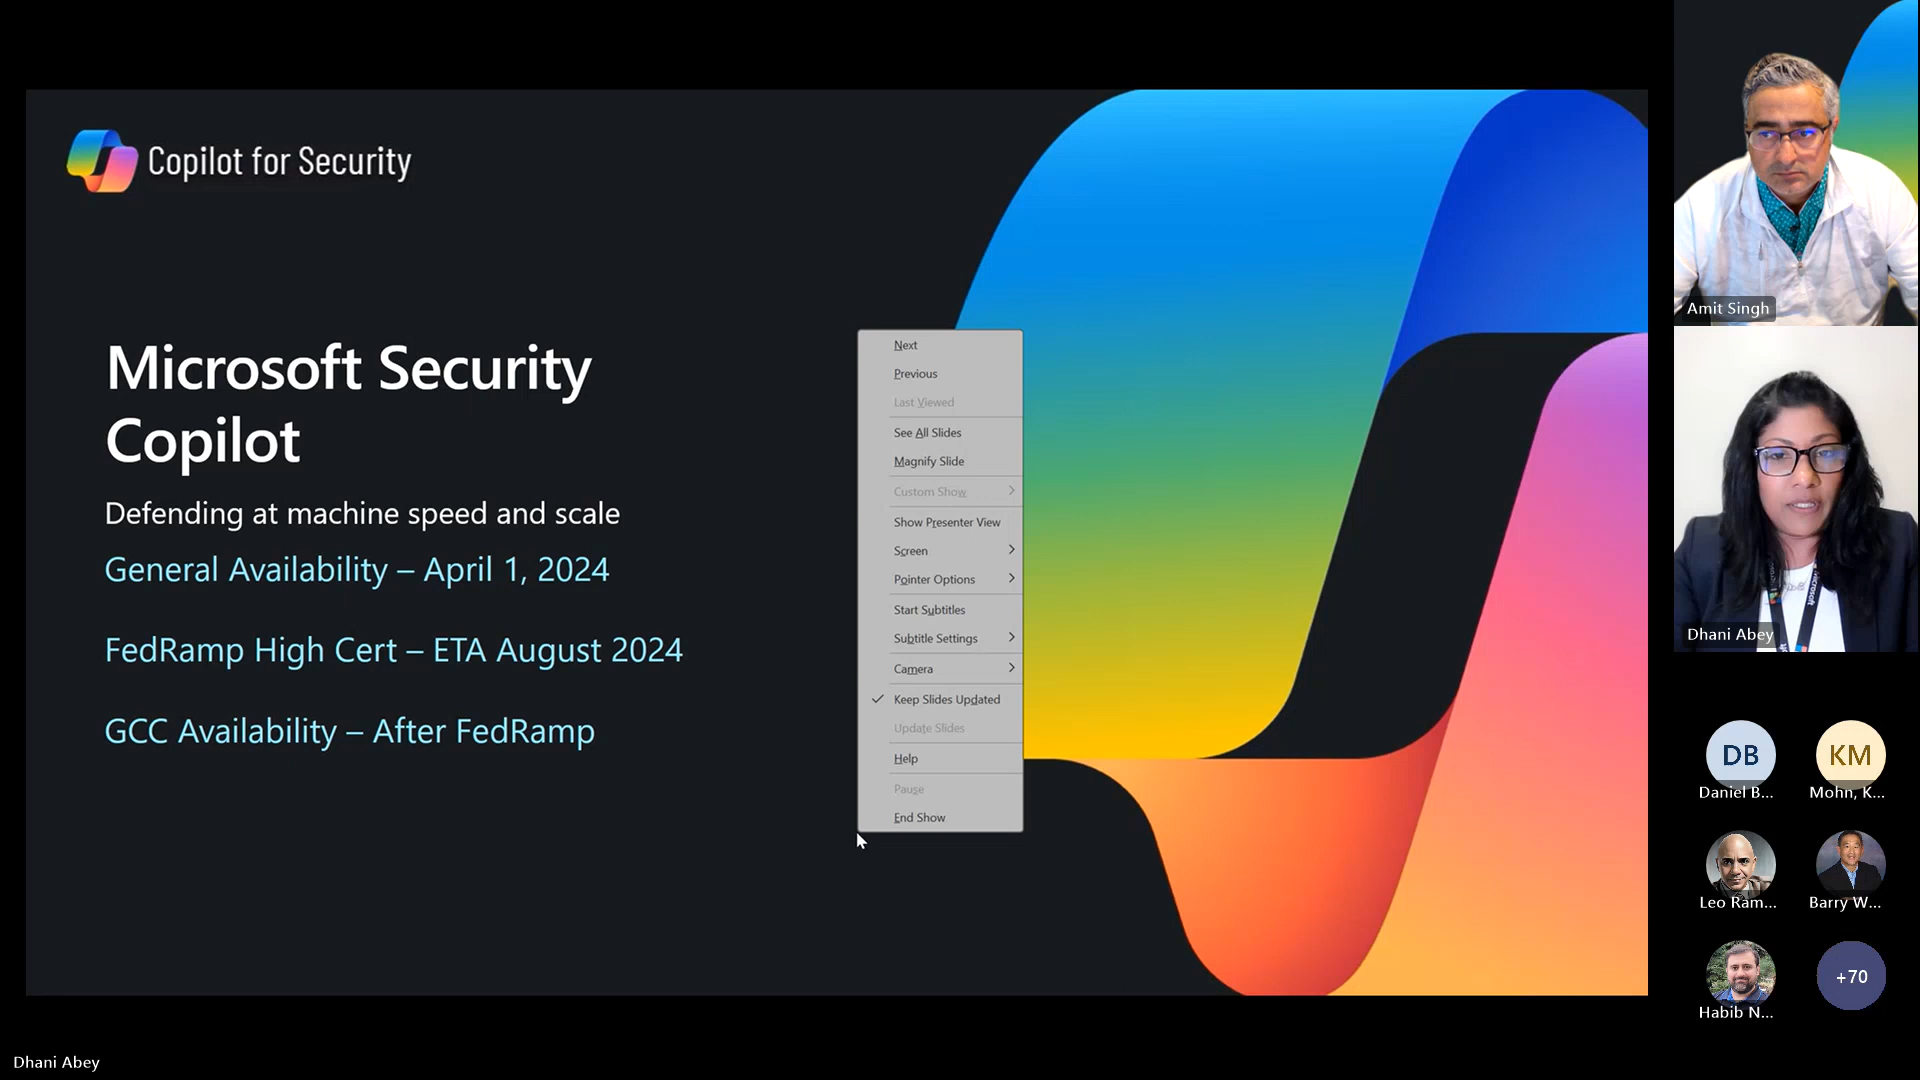 Copilot for Security
Microsoft Security
Copilot
Defending at machine speed and scale
General Availability – April 1, 2024
FedRamp High Cert – ETA August 2024
GCC Availability – After FedRamp
Next
Previous
Last Viewed
See All Slides
Magnify Slide
Custom Show
Show Presenter View
Screen
Pointer Options
Start Subtitles
Subtitle Settings
Camera
Keep Slides Updated
Update Slides
Help
Pause
End Show
Amit Singh
Microsoft
Dhani Abey
DB
Daniel B...
KM
Mohn, K...
Leo Ram...
Barry W...
Habib N...
+70
Dhani Abey